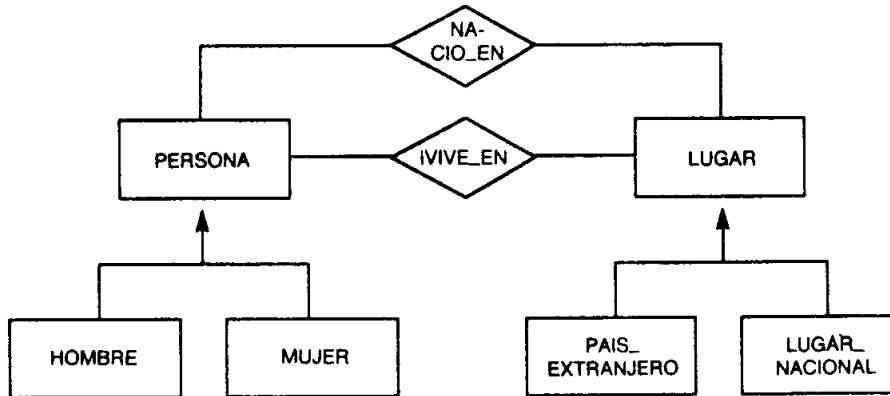 NA-
CIO_EN
PERSONA
IVIVE_EN
LUGAR
HOMBRE
MUJER
PAIS_
EXTRANJERO
LUGAR_
NACIONAL